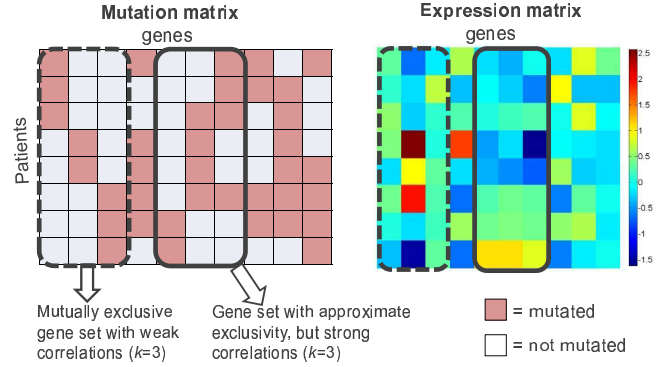 Mutation matrix
genes
Patients
Expression matrix
genes
2.5
2
1.5
1
0.5
0
-0.5
-1
-1.5
Mutually exclusive
gene set with weak
correlations (k=3)
Gene set with approximate
exclusivity, but strong
correlations (k=3)
= mutated
= not mutated